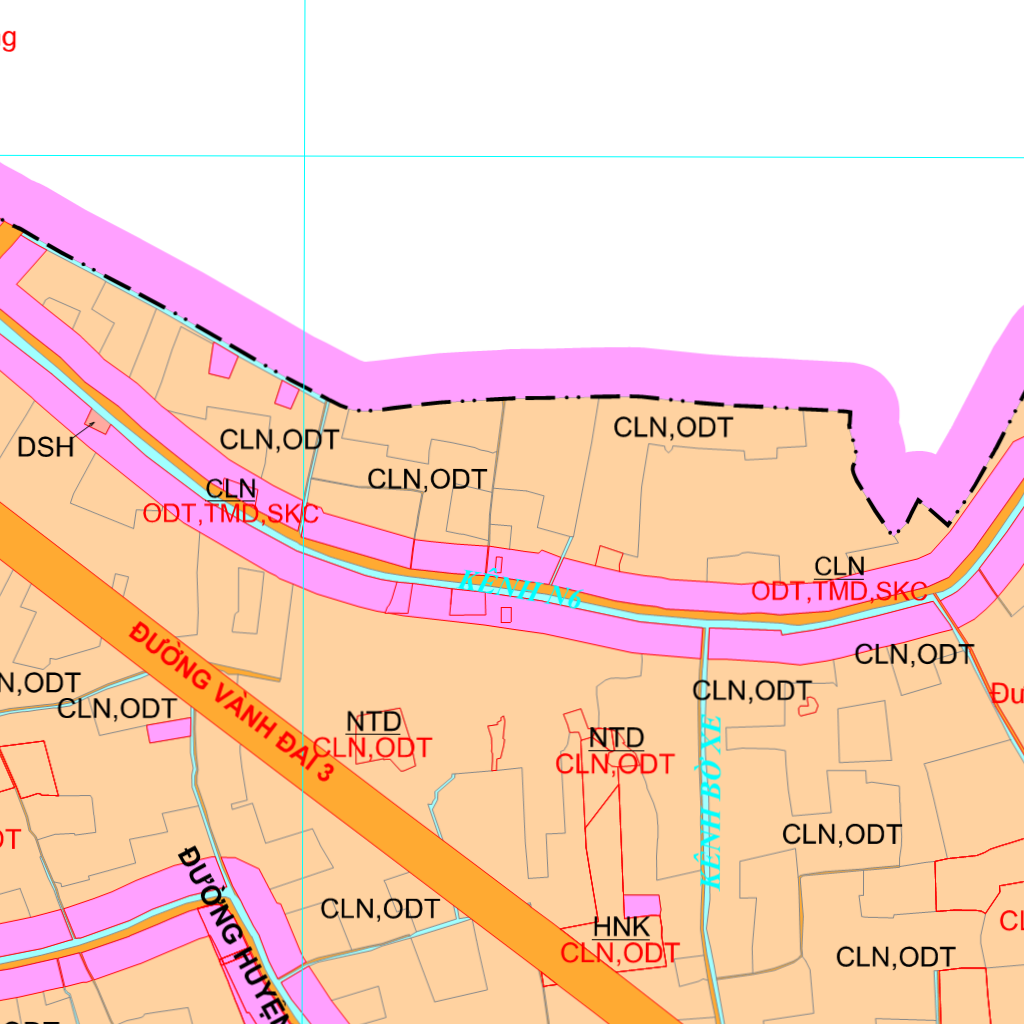 CLN,ODT
CLN,ODT
CLN,ODT
DSH
CLN
ODT,TMD,SKC
CLN
ODT,TMD,SKC
KÊNH N6
ĐƯỜNG VÀNH ĐAI 3
CLN,ODT
CLN,ODT
CLN,ODT
NTD
CLN,ODT
NTD
CLN,ODT
KÊNH BỜ XE
CLN,ODT
ĐƯỜNG HUYỆN
CLN,ODT
HNK
CLN,ODT
CLN,ODT